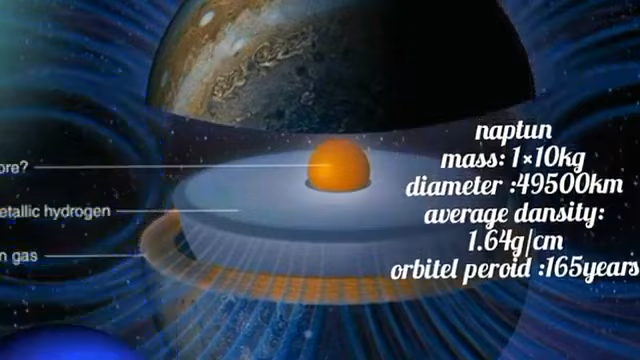 ore?
etallic hydrogen
n gas
naptun
mass: 1×10kg
diameter :49500km
average dansity:
1.64g/cm
orbitel peroid :165years